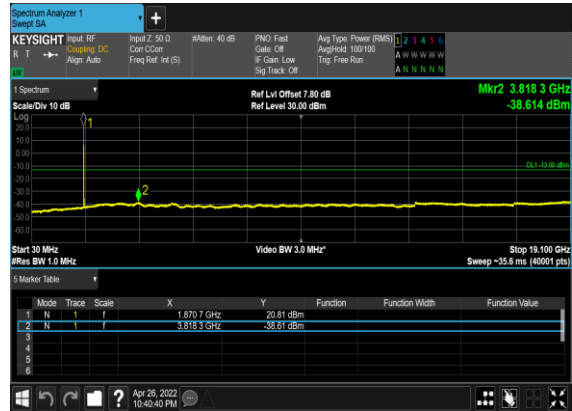 Spectrum Analyzer 1
Swept SA
+
KEYSIGHT Input: RF Input Z: 50 Ω #Atten: 40 dB PNO: Fast Avg Type: Power (RMS) 1 2 3 4 5 6
R T Coupling: DC Corr CCorr Gate: Off Avg|Hold: 100/100 A W W W W W
Align: Auto Freq Ref: Int (S) IF Gain: Low Trig: Free Run
Sig Track: Off A N N N N N
1 Spectrum
Ref Lvl Offset 7.80 dB Mkr2 3.818 3 GHz
Scale/Div 10 dB Ref Level 30.00 dBm -38.614 dBm
Log
20.0
10.0
0.00
-10.0
-20.0
-30.0
-40.0
-50.0
-60.0
1
2
DL1 -13.00 dBm
Start 30 MHz Video BW 3.0 MHz* Stop 19.100 GHz
#Res BW 1.0 MHz Sweep ~35.6 ms (40001 pts)
5 Marker Table
Mode Trace Scale X Y Function Function Width Function Value
1 N 1 f 1.870 7 GHz 20.81 dBm
2 N 1 f 3.818 3 GHz -38.61 dBm
3
4
5
6
? Apr 26, 2022
10:40:40 PM